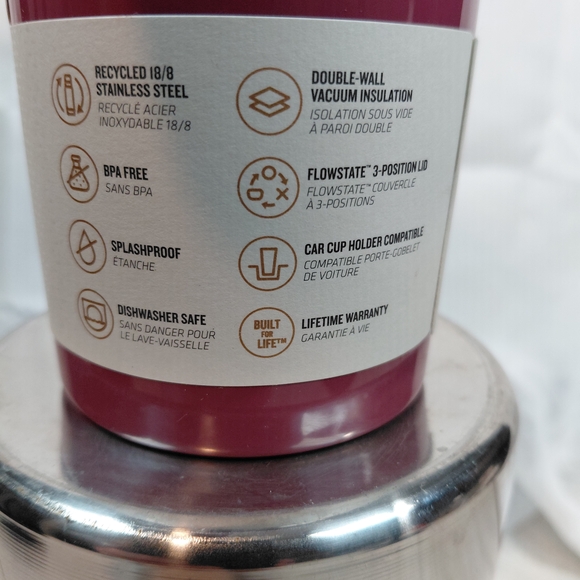 RECYCLED 18/8
STAINLESS STEEL
RECYCLÉ ACIER
INOXYDABLE 18/8
BPA FREE
SANS BPA
SPLASHPROOF
ÉTANCHE
DISHWASHER SAFE
SANS DANGER POUR
LE LAVE-VAISSELLE
DOUBLE-WALL
VACUUM INSULATION
ISOLATION SOUS VIDE
À PAROI DOUBLE
FLOWSTATE™ 3-POSITION LID
FLOWSTATE™ COUVERCLE
À 3-POSITIONS
CAR CUP HOLDER COMPATIBLE
COMPATIBLE PORTE-GOBELET
DE VOITURE
BUILT
FOR
LIFE™
LIFETIME WARRANTY
GARANTIE À VIE